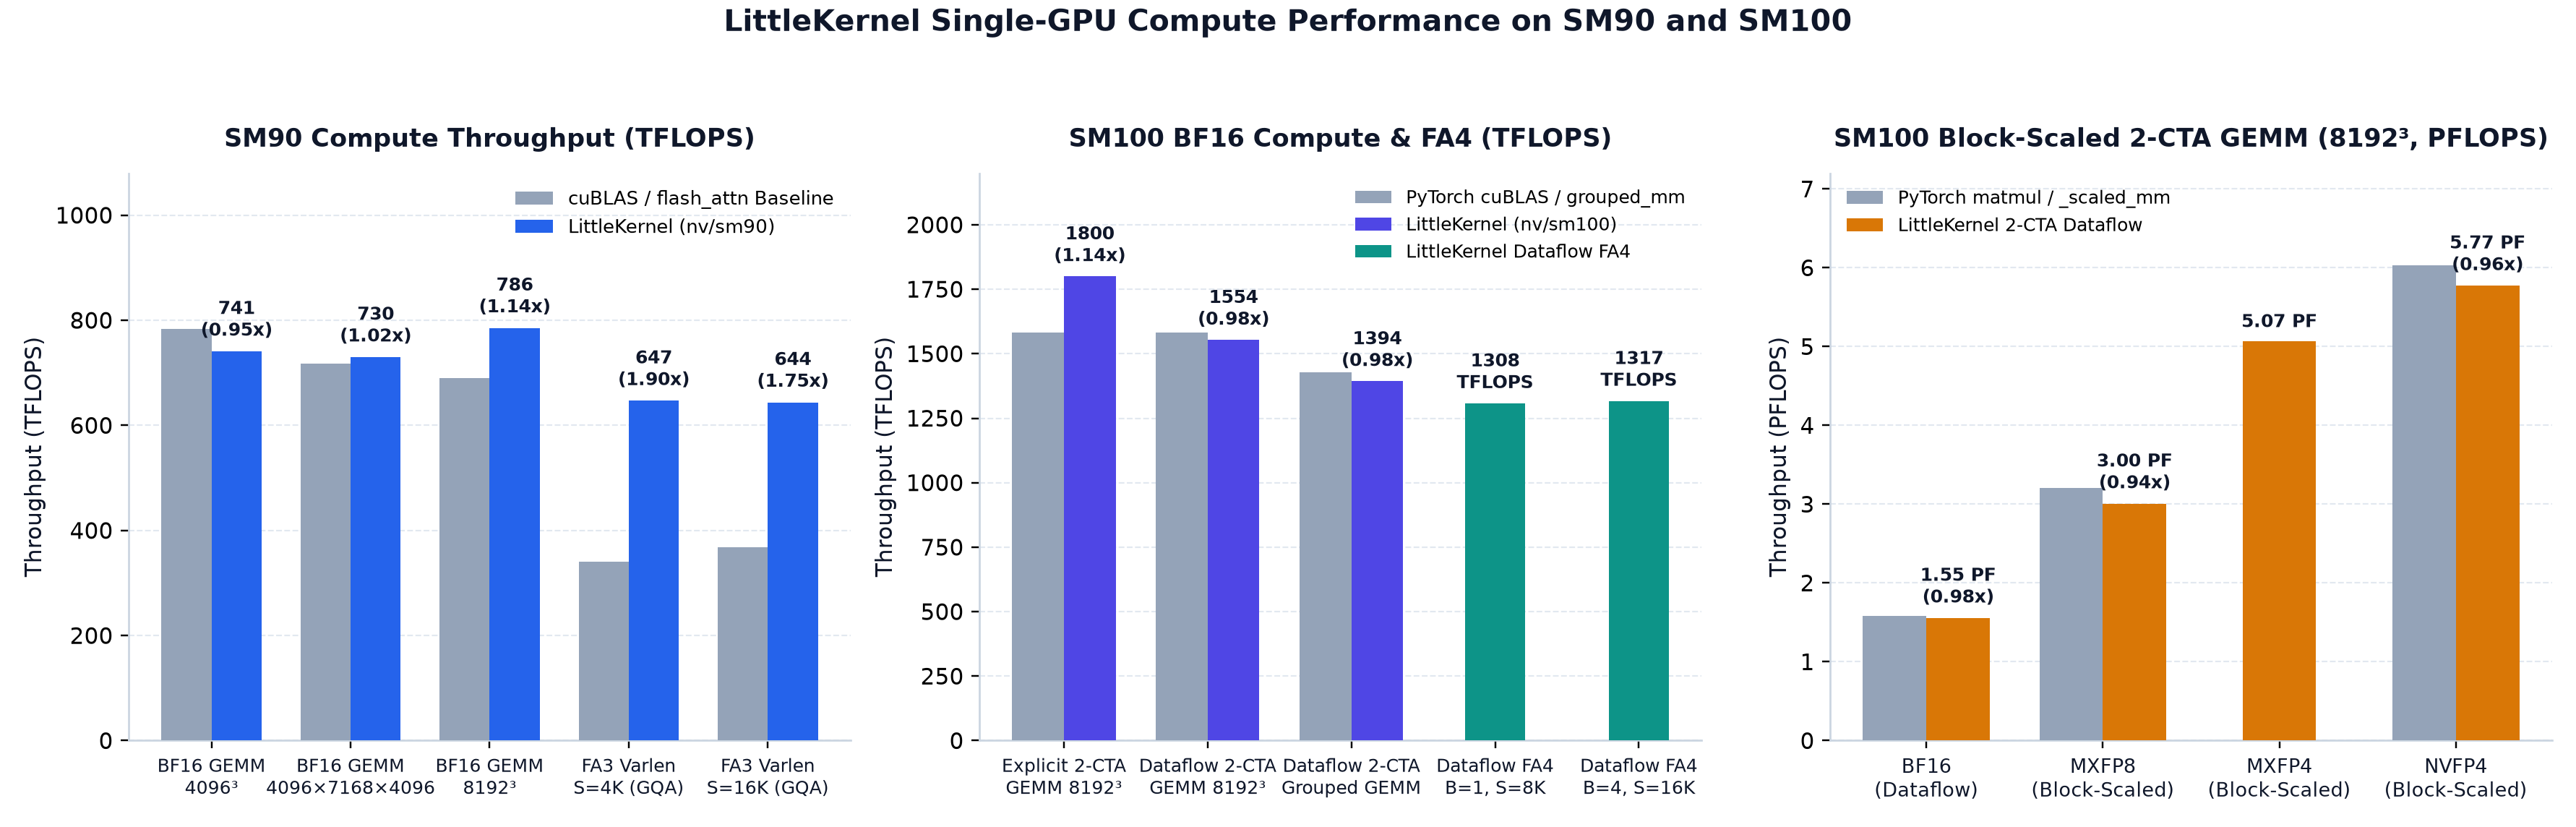 LittleKernel Single-GPU Compute Performance on SM90 and SM100
SM90 Compute Throughput (TFLOPS)
Throughput (TFLOPS)
1000
800
600
400
200
0
cuBLAS / flash_attn Baseline
LittleKernel (nv/sm90)
741
(0.95x)
730
(1.02x)
786
(1.14x)
647
(1.90x)
644
(1.75x)
BF16 GEMM
4096³
BF16 GEMM
4096×7168×4096
BF16 GEMM
8192³
FA3 Varlen
S=4K (GQA)
FA3 Varlen
S=16K (GQA)
SM100 BF16 Compute & FA4 (TFLOPS)
Throughput (TFLOPS)
2000
1750
1500
1250
1000
750
500
250
0
PyTorch cuBLAS / grouped_mm
LittleKernel (nv/sm100)
LittleKernel Dataflow FA4
1800
(1.14x)
1554
(0.98x)
1394
(0.98x)
1308
TFLOPS
1317
TFLOPS
Explicit 2-CTA
GEMM 8192³
Dataflow 2-CTA
GEMM 8192³
Dataflow 2-CTA
Grouped GEMM
Dataflow FA4
B=1, S=8K
Dataflow FA4
B=4, S=16K
SM100 Block-Scaled 2-CTA GEMM (8192³, PFLOPS)
Throughput (PFLOPS)
7
6
5
4
3
2
1
0
PyTorch matmul / _scaled_mm
LittleKernel 2-CTA Dataflow
1.55 PF
(0.98x)
3.00 PF
(0.94x)
5.07 PF
5.77 PF
(0.96x)
BF16
(Dataflow)
MXFP8
(Block-Scaled)
MXFP4
(Block-Scaled)
NVFP4
(Block-Scaled)